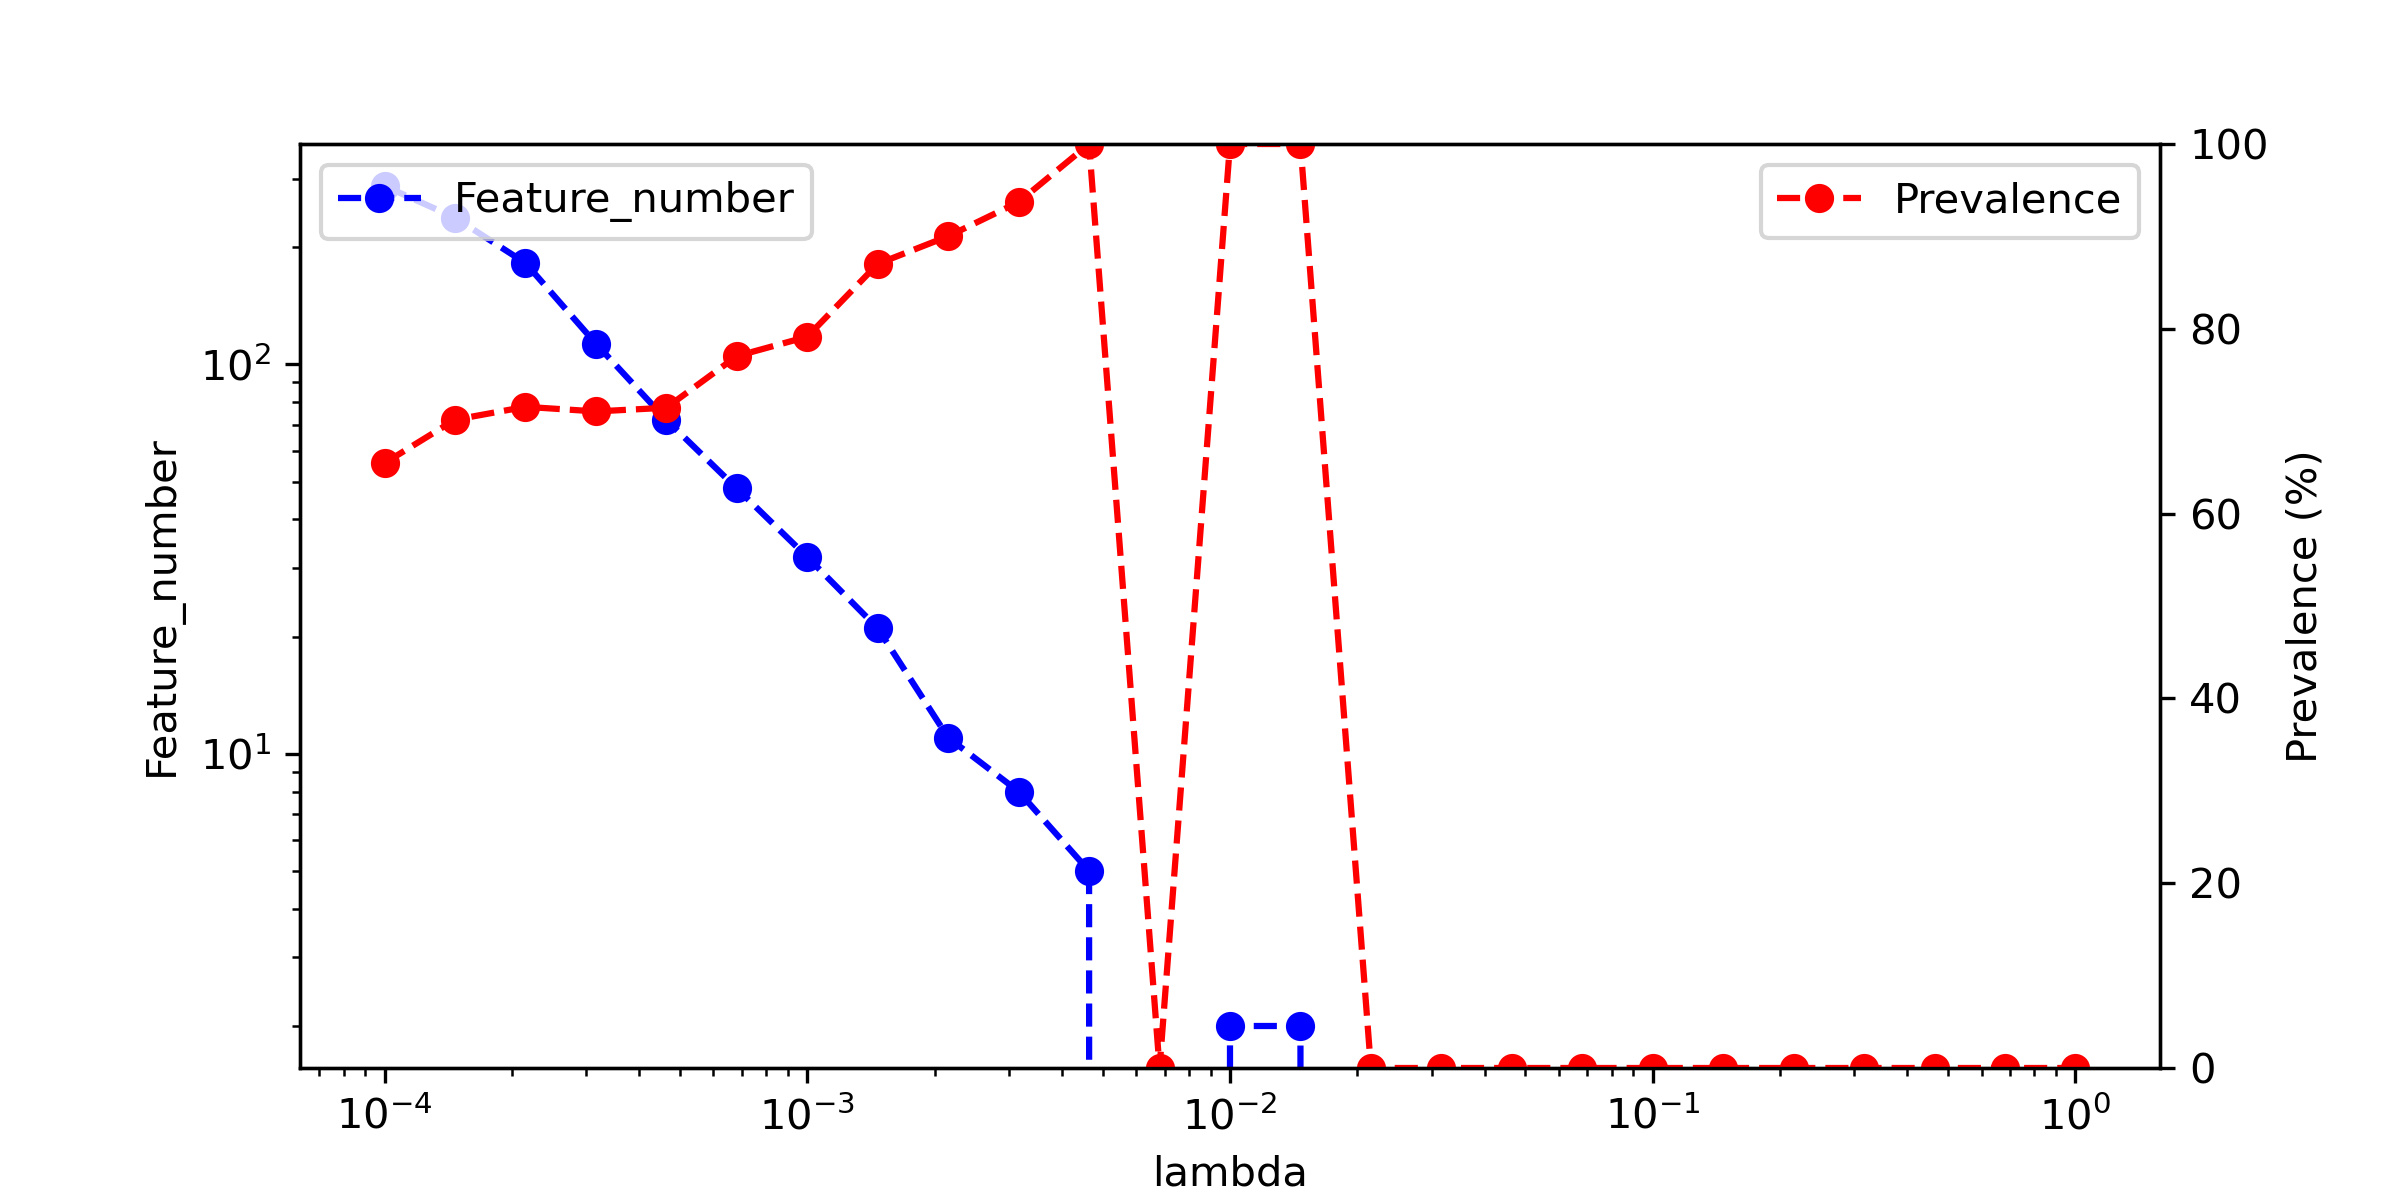 Feature_number
Prevalence
Feature_number
10²
10¹
100
80
60
40
20
0
Prevalence (%)
10⁻⁴ 10⁻³ 10⁻² 10⁻¹ 10⁰
lambda